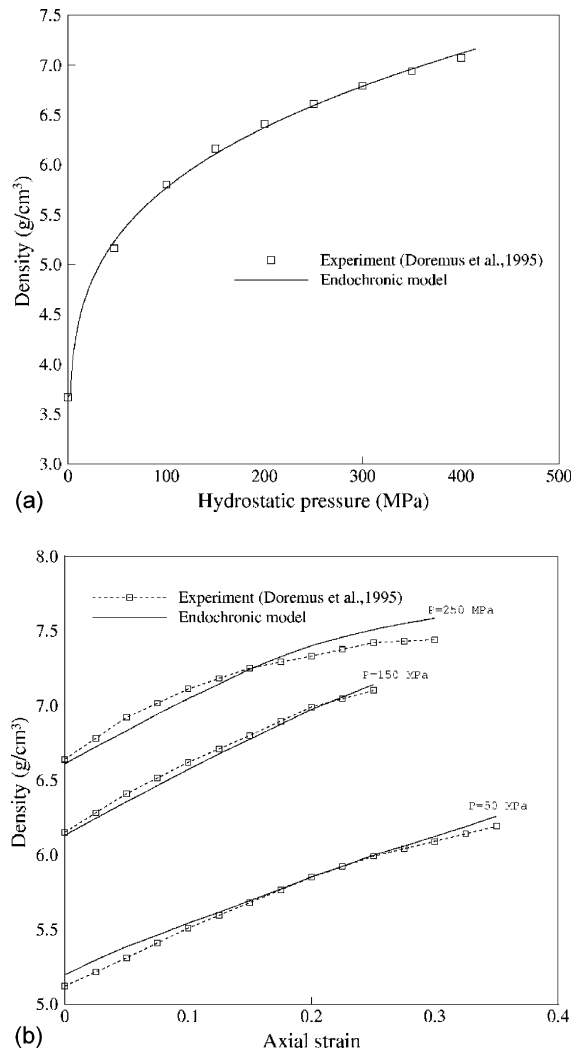 7.5
7.0
6.5
6.0
5.5
5.0
4.5
4.0
3.5
3.0
Density (g/cm³)
Experiment (Doremus et al.,1995)
Endochronic model
0
100
200
300
400
500
Hydrostatic pressure (MPa)
(a)
8.0
7.5
7.0
6.5
6.0
5.5
5.0
Density (g/cm³)
Experiment (Doremus et al.,1995)
Endochronic model
P=250 MPa
P=150 MPa
P=50 MPa
0
0.1
0.2
0.3
0.4
Axial strain
(b)